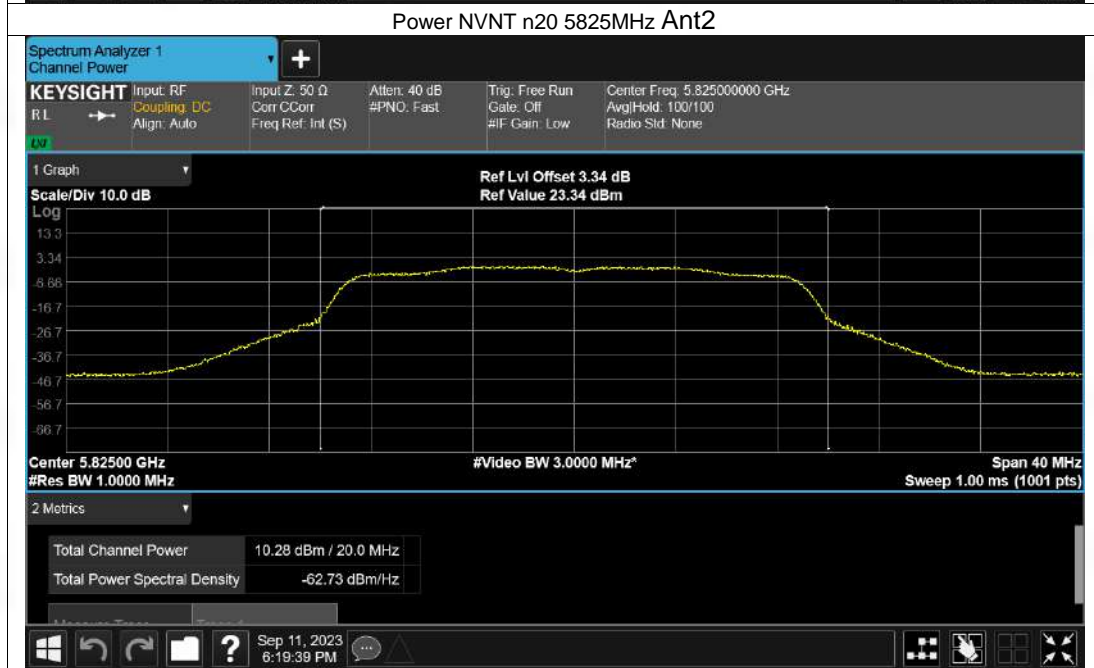 Power NVNT n20 5825MHz Ant2
Spectrum Analyzer 1
Channel Power
+
KEYSIGHT
Input: RF
Coupling: DC
Align: Auto
Input Z: 50 Ω
Corr CCorr
Freq Ref: Int (S)
Atten: 40 dB
#PNO: Fast
Trig: Free Run
Gate: Off
#IF Gain: Low
Center Freq: 5.825000000 GHz
Avg|Hold: 100/100
Radio Std: None
RL
LXI
1 Graph
Ref Lvl Offset 3.34 dB
Scale/Div 10.0 dB
Ref Value 23.34 dBm
Log
13.3
3.34
-6.66
-16.7
-26.7
-36.7
-46.7
-56.7
-66.7
Center 5.82500 GHz
#Video BW 3.0000 MHz*
Span 40 MHz
#Res BW 1.0000 MHz
Sweep 1.00 ms (1001 pts)
2 Metrics
Total Channel Power 10.28 dBm / 20.0 MHz
Total Power Spectral Density -62.73 dBm/Hz
?
Sep 11, 2023
6:19:39 PM